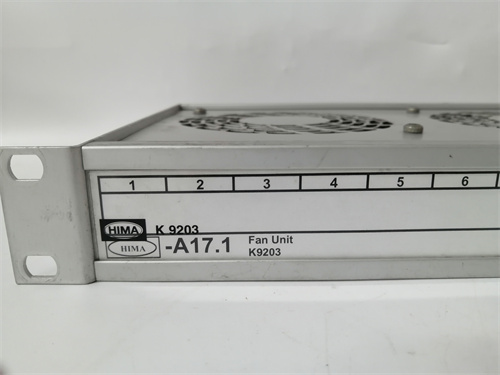 1 2 3 4 5 6
HIMA K 9203
HIMA -A17.1 Fan Unit
K9203